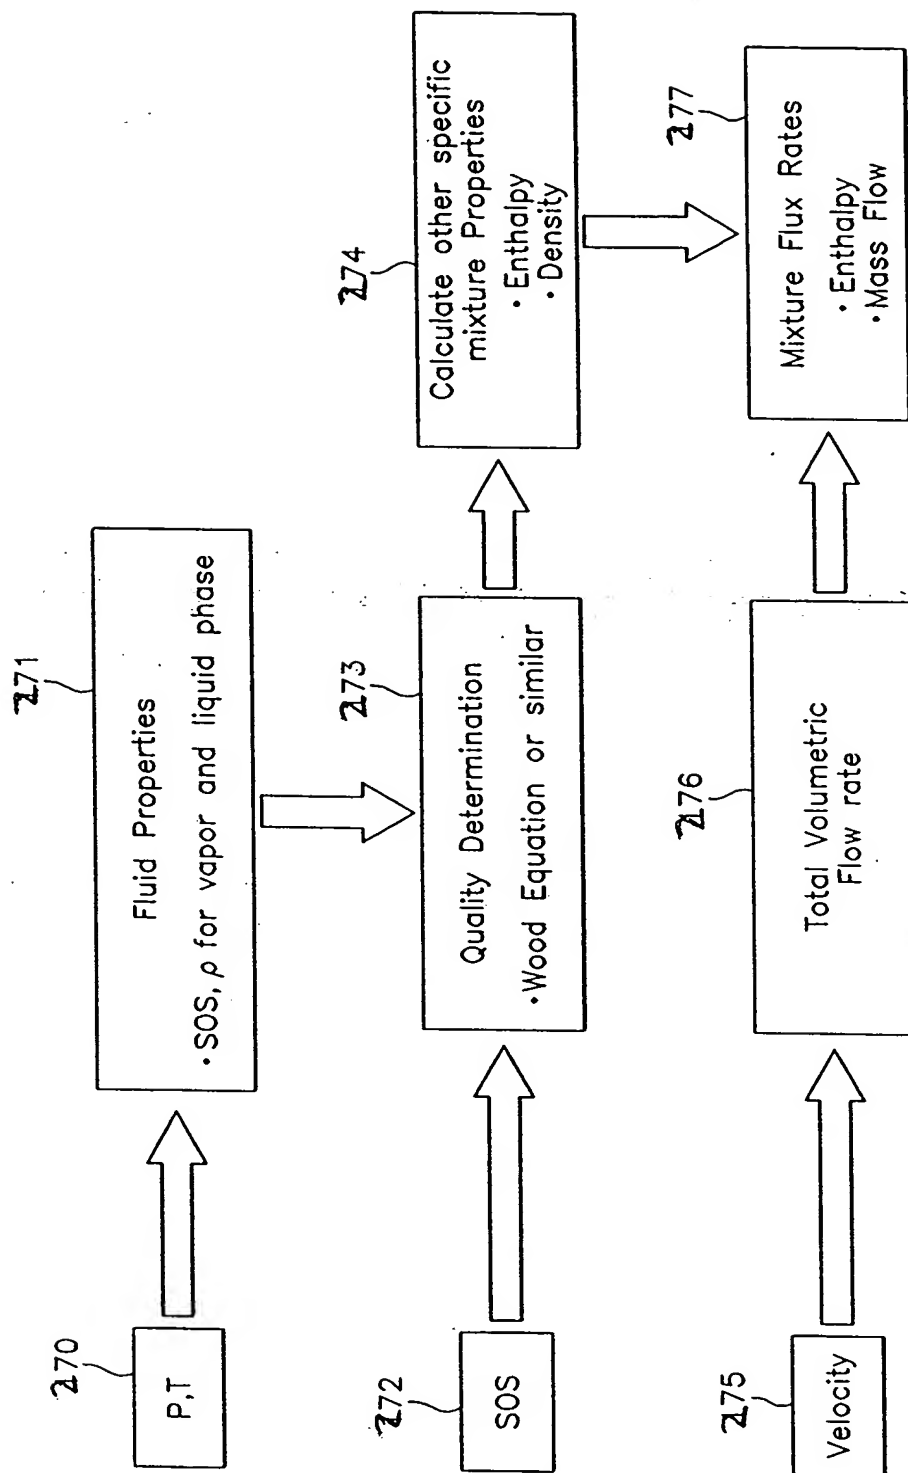 270
P,T
271
Fluid Properties
• SOS, ρ for vapor and liquid phase
272
SOS
273
Quality Determination
• Wood Equation or similar
274
Calculate other specific
mixture Properties
• Enthalpy
• Density
275
Velocity
276
Total Volumetric
Flow rate
277
Mixture Flux Rates
• Enthalpy
• Mass Flow